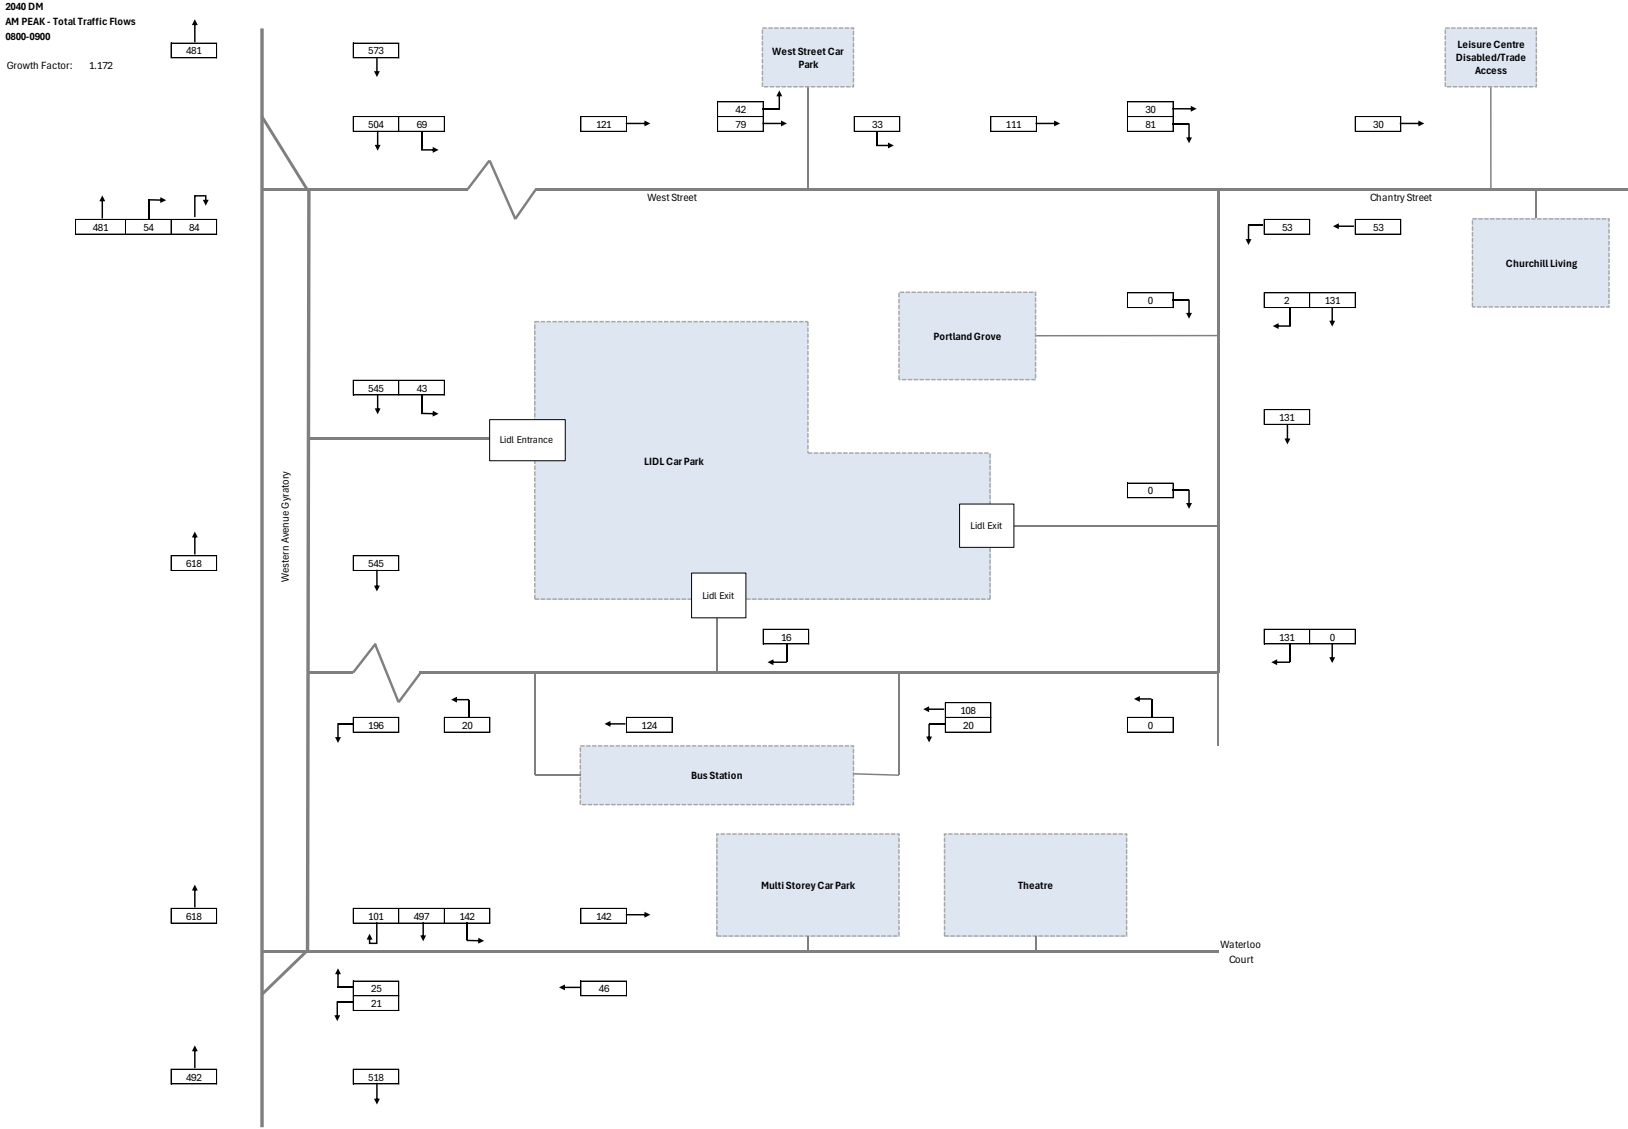 2040 DM
AM PEAK - Total Traffic Flows
0800-0900
Growth Factor: 1.172
481
573
West Street Car
Park
Leisure Centre
Disabled/Trade
Access
504 69
121
42
79
33
111
30
81
30
West Street
Chantry Street
481 54 84
53
53
Churchill Living
0
2 131
Portland Grove
545 43
131
Lidl Entrance
LIDL Car Park
Western Avenue Gyratory
0
Lidl Exit
618
545
Lidl Exit
16
131 0
196
20
124
108
20
0
Bus Station
Multi Storey Car Park
Theatre
618
101 497 142
142
Waterloo
Court
25
21
46
492
518